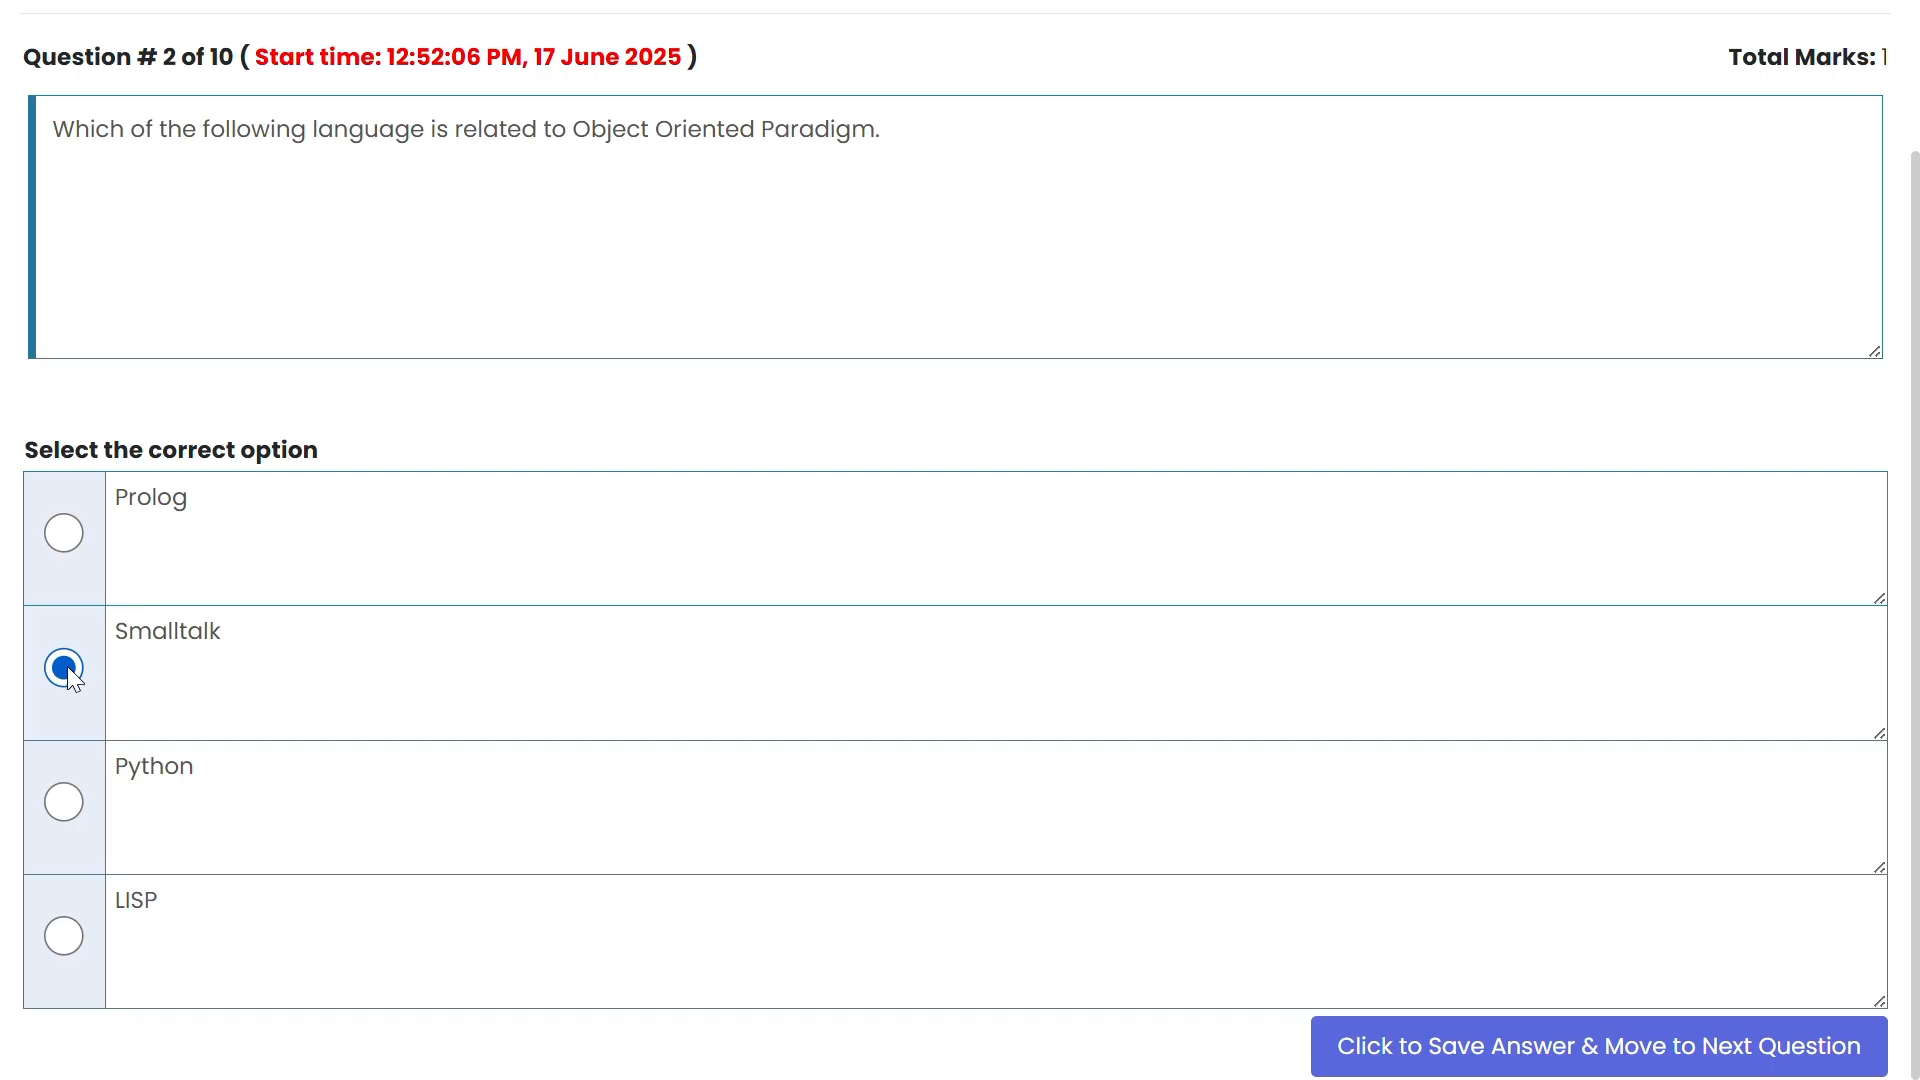 Question # 2 of 10 ( Start time: 12:52:06 PM, 17 June 2025 )
Total Marks: 1
Which of the following language is related to Object Oriented Paradigm.
Select the correct option
Prolog
Smalltalk
Python
LISP
Click to Save Answer & Move to Next Question